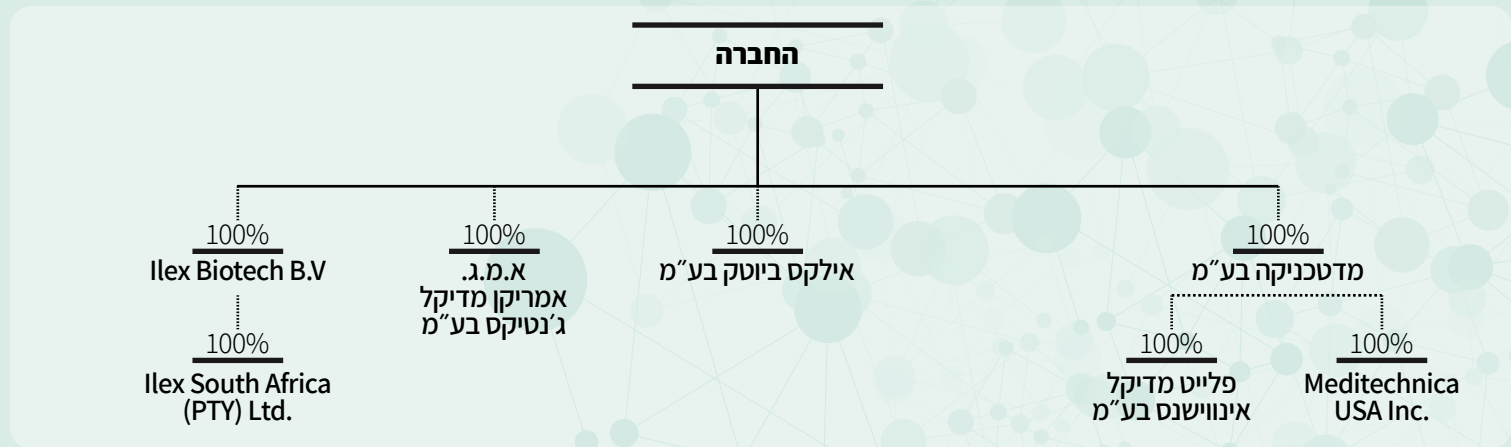 החברה
100%
מדטכניקה בע״מ
100%
Meditechnica
USA Inc.
100%
פלייט מדיקל
אינווישנס בע״מ
100%
אילקס ביוטק בע״מ
100%
א.מ.ג.
אמריקן מדיקל
ג׳נטיקס בע״מ
100%
Ilex Biotech B.V
100%
Ilex South Africa
(PTY) Ltd.